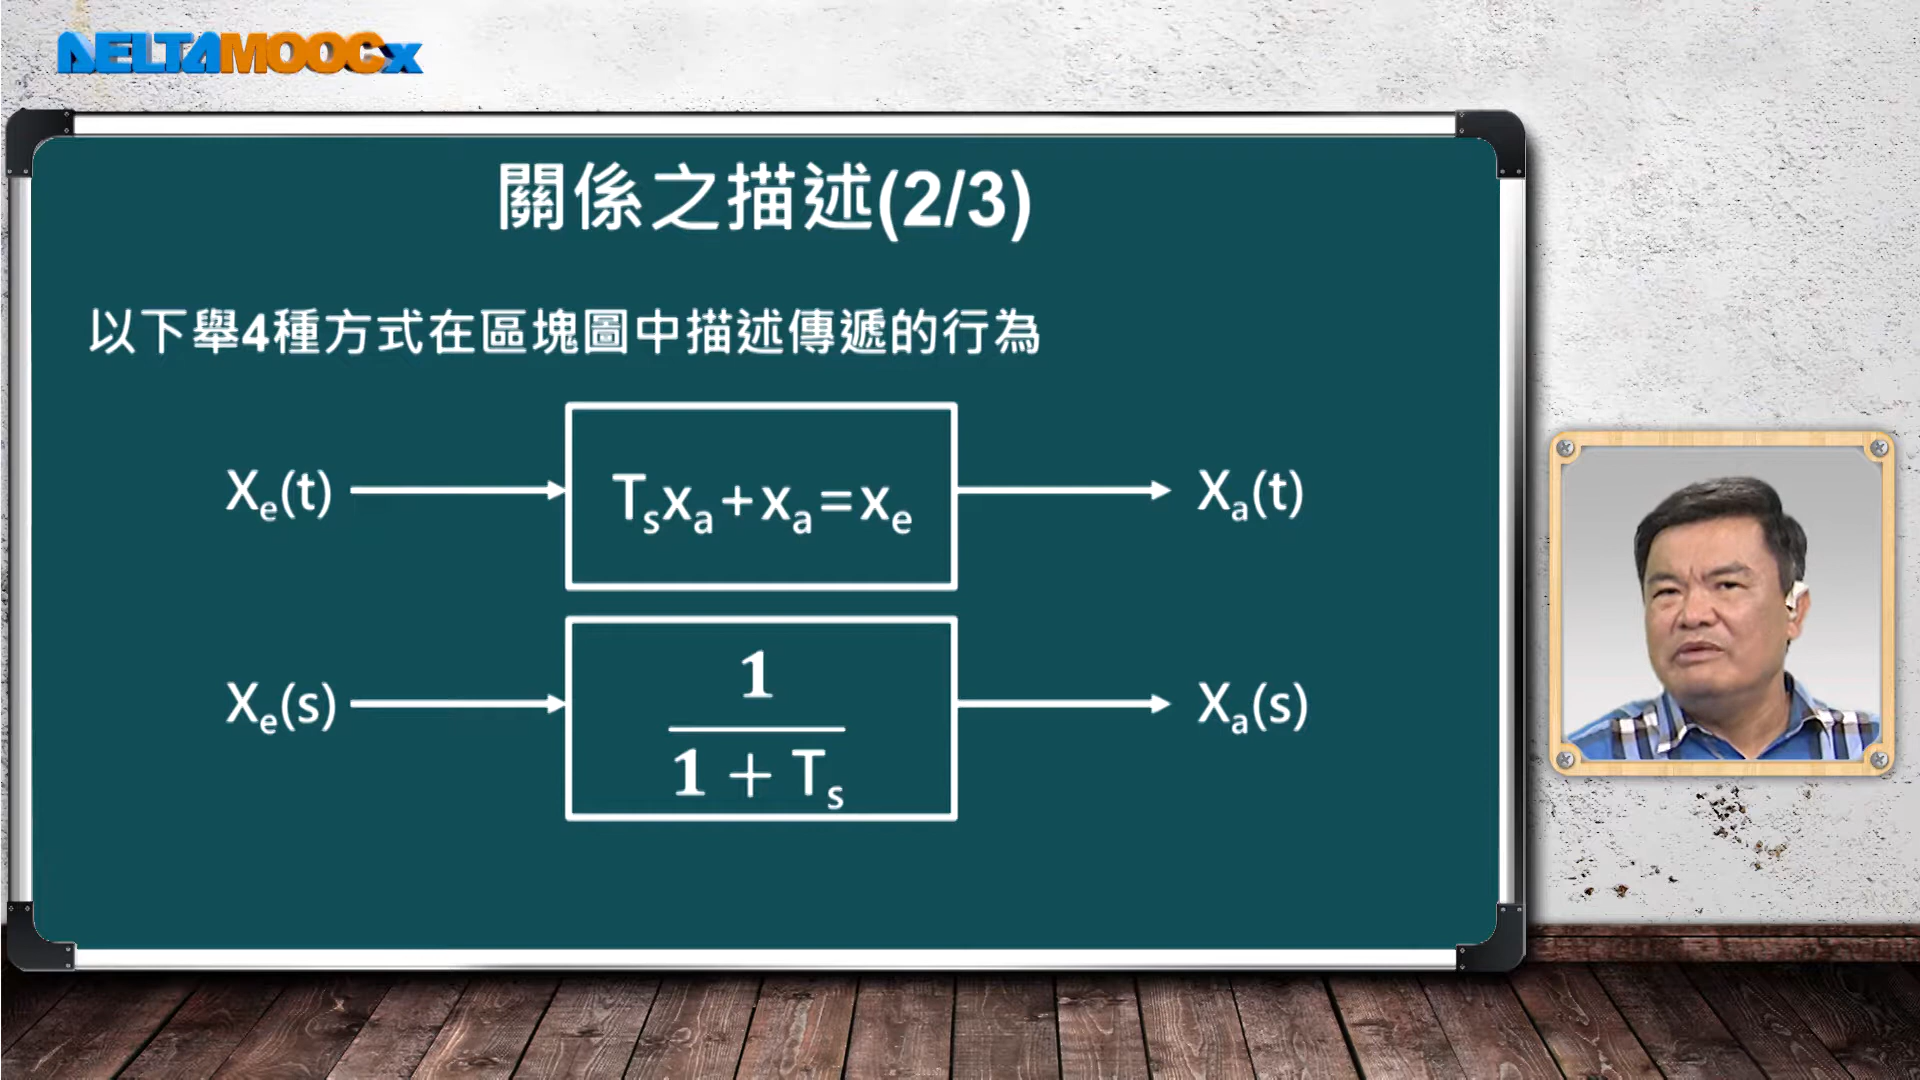 DELTAMOOCx
關係之描述(2/3)
以下舉4種方式在區塊圖中描述傳遞的行為
Xe(t) Tsxa+xa=xe Xa(t)
Xe(s) 1 Xa(s)
1 + Ts